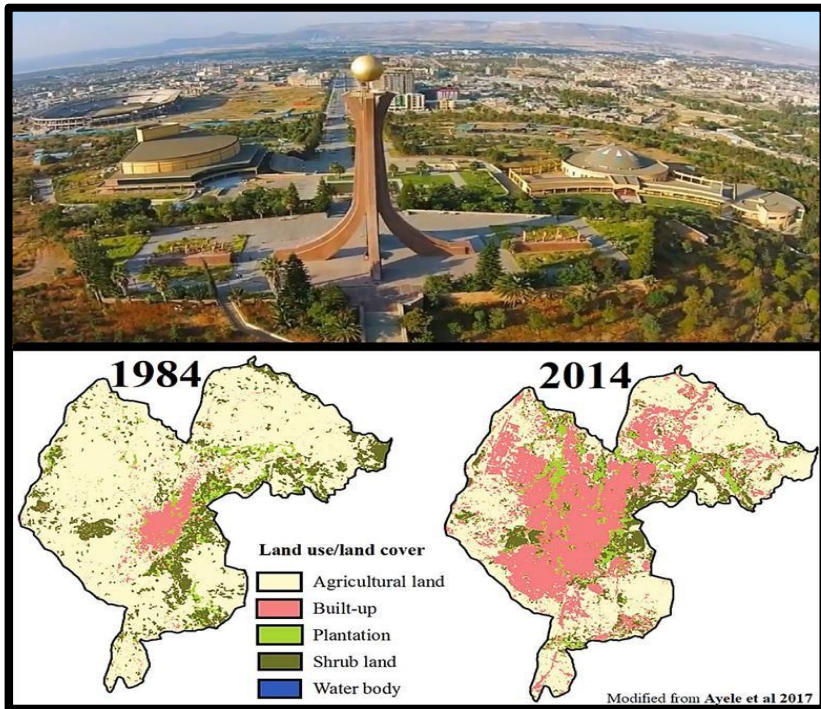 1984
2014
Land use/land cover
Agricultural land
Built-up
Plantation
Shrub land
Water body
Modified from Ayele et al 2017